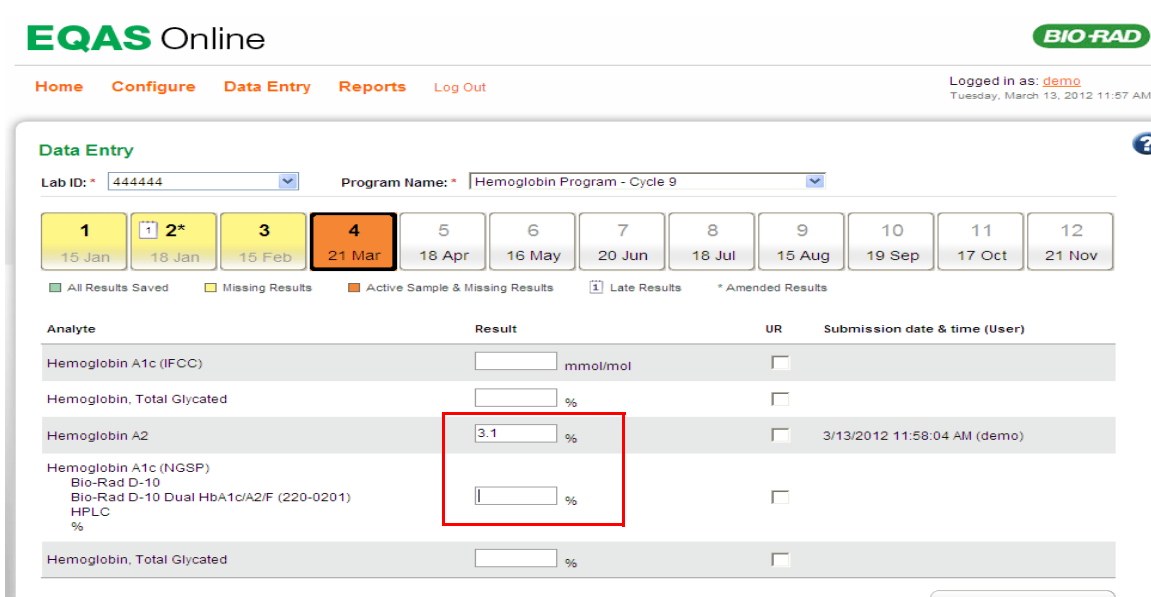 EQAS Online
BIO-RAD
Home Configure Data Entry Reports Log Out
Logged in as: demo
Tuesday, March 13, 2012 11:57 AM
?
Data Entry
Lab ID: * 444444 Program Name: * Hemoglobin Program - Cycle 9
1 1 2* 3 4 5 6 7 8 9 10 11 12
15 Jan 18 Jan 15 Feb 21 Mar 18 Apr 16 May 20 Jun 18 Jul 15 Aug 19 Sep 17 Oct 21 Nov
All Results Saved Missing Results Active Sample & Missing Results 1 Late Results * Amended Results
Analyte Result UR Submission date & time (User)
Hemoglobin A1c (IFCC) mmol/mol
Hemoglobin, Total Glycated %
Hemoglobin A2 3.1 % 3/13/2012 11:58:04 AM (demo)
Hemoglobin A1c (NGSP)
Bio-Rad D-10
Bio-Rad D-10 Dual HbA1c/A2/F (220-0201) %
HPLC
%
Hemoglobin, Total Glycated %